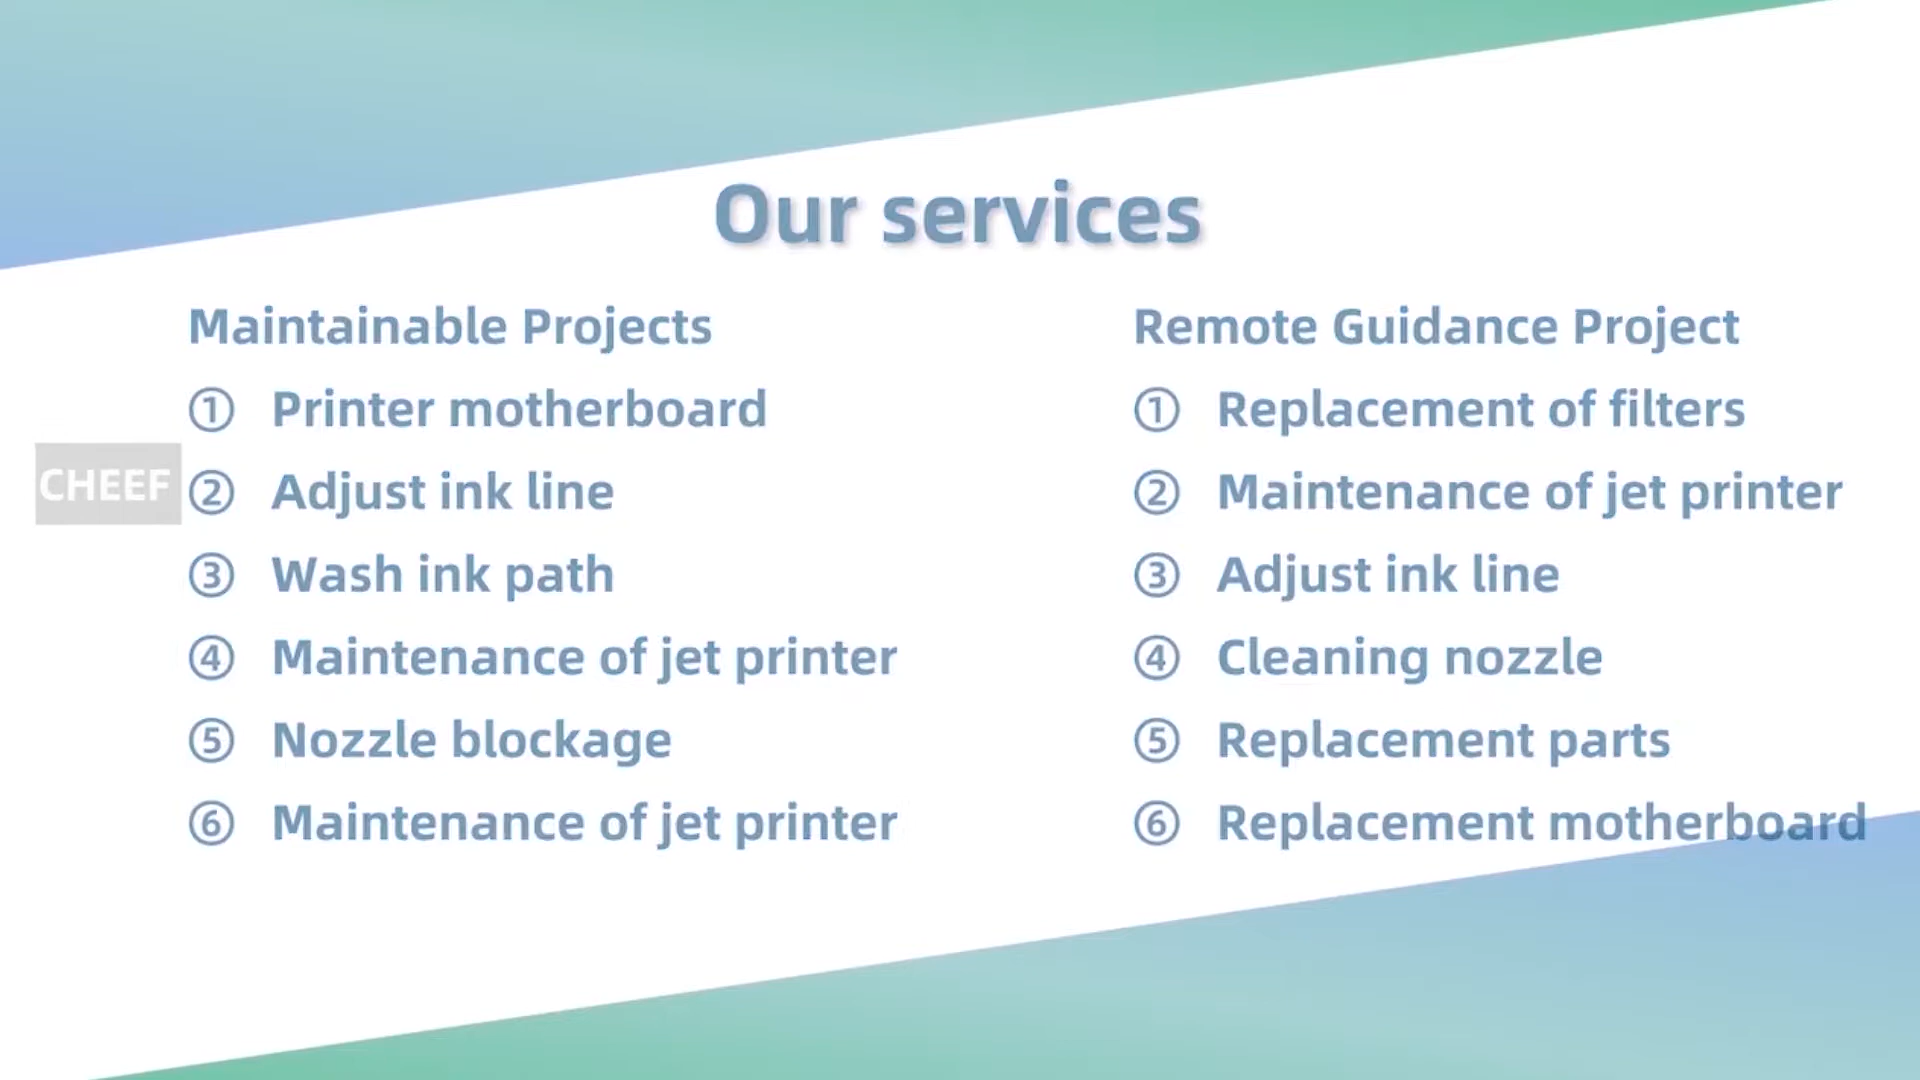 Our services
Maintainable Projects
① Printer motherboard
② Adjust ink line
③ Wash ink path
④ Maintenance of jet printer
⑤ Nozzle blockage
⑥ Maintenance of jet printer
Remote Guidance Project
① Replacement of filters
② Maintenance of jet printer
③ Adjust ink line
④ Cleaning nozzle
⑤ Replacement parts
⑥ Replacement motherboard
CHEEF